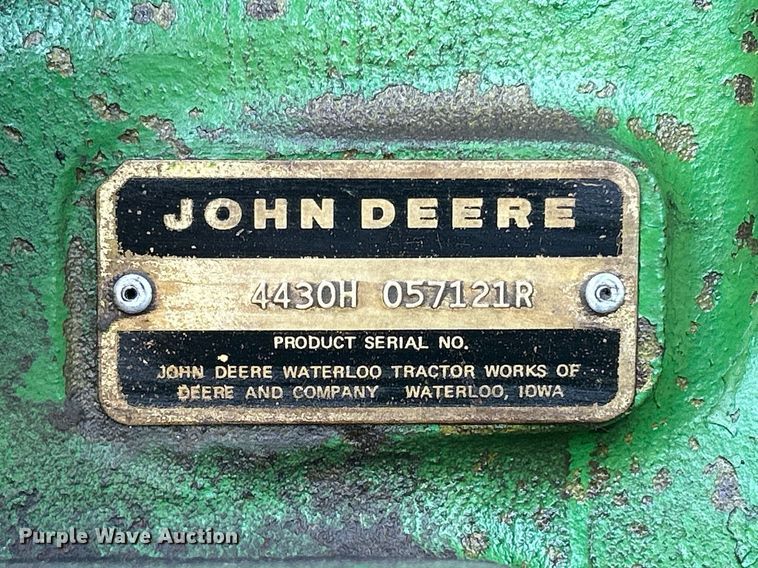 JOHN DEERE
4430H 057121R
PRODUCT SERIAL NO.
JOHN DEERE WATERLOO TRACTOR WORKS OF
DEERE AND COMPANY WATERLOO, IOWA
Purple Wave Auction